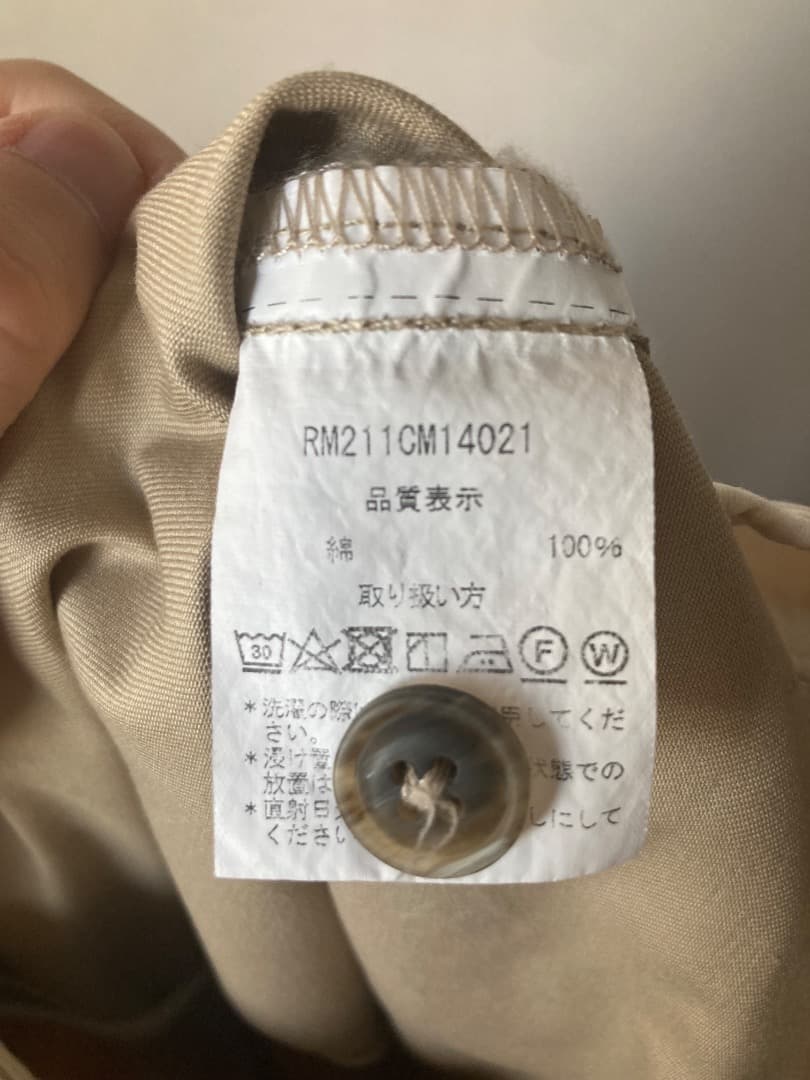 RM211CM14021
品質表示
綿 100%
取り扱い方
30 F W
*洗濯の際 してくだ
さい。
*浸け置 状態での
放置は
*直射日 しにして
ください